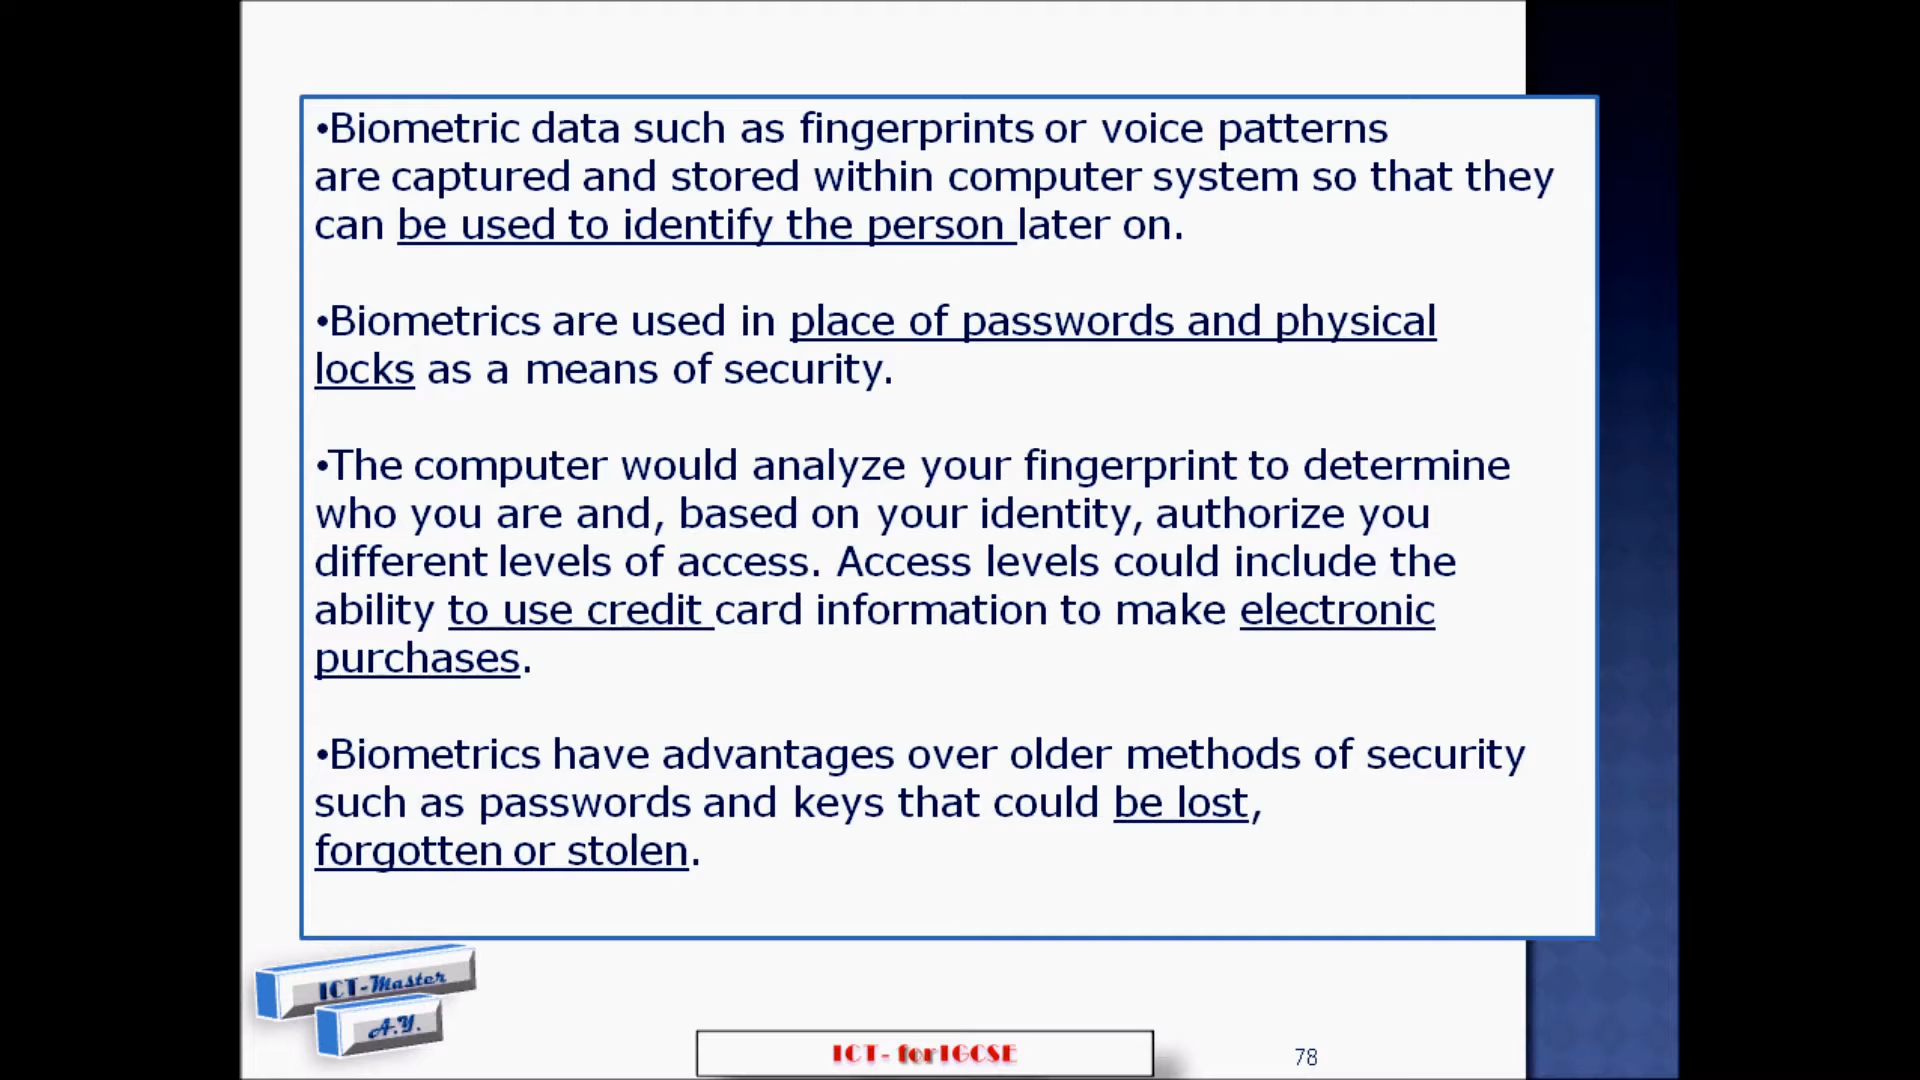 •Biometric data such as fingerprints or voice patterns
are captured and stored within computer system so that they
can be used to identify the person later on.
•Biometrics are used in place of passwords and physical
locks as a means of security.
•The computer would analyze your fingerprint to determine
who you are and, based on your identity, authorize you
different levels of access. Access levels could include the
ability to use credit card information to make electronic
purchases.
•Biometrics have advantages over older methods of security
such as passwords and keys that could be lost,
forgotten or stolen.
ICT-Master
A.Y.
ICT- for IGCSE
78